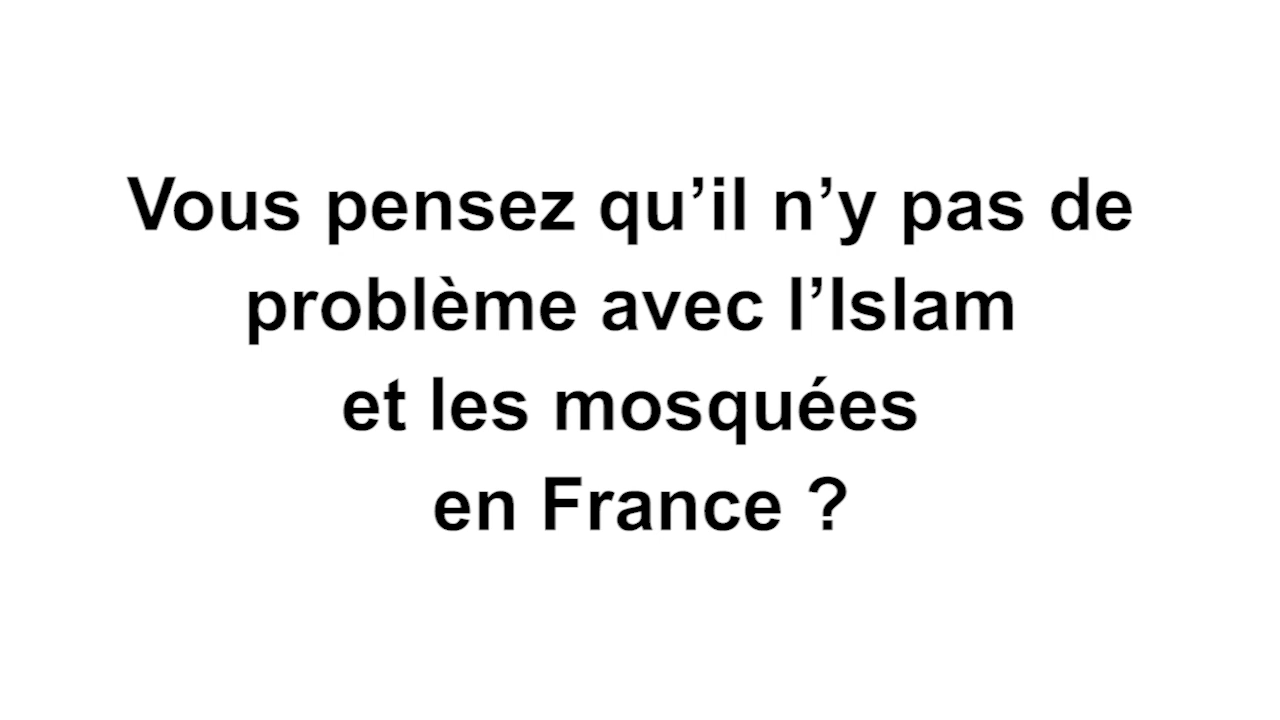 Vous pensez qu’il n’y pas de
problème avec l’Islam
et les mosquées
en France ?